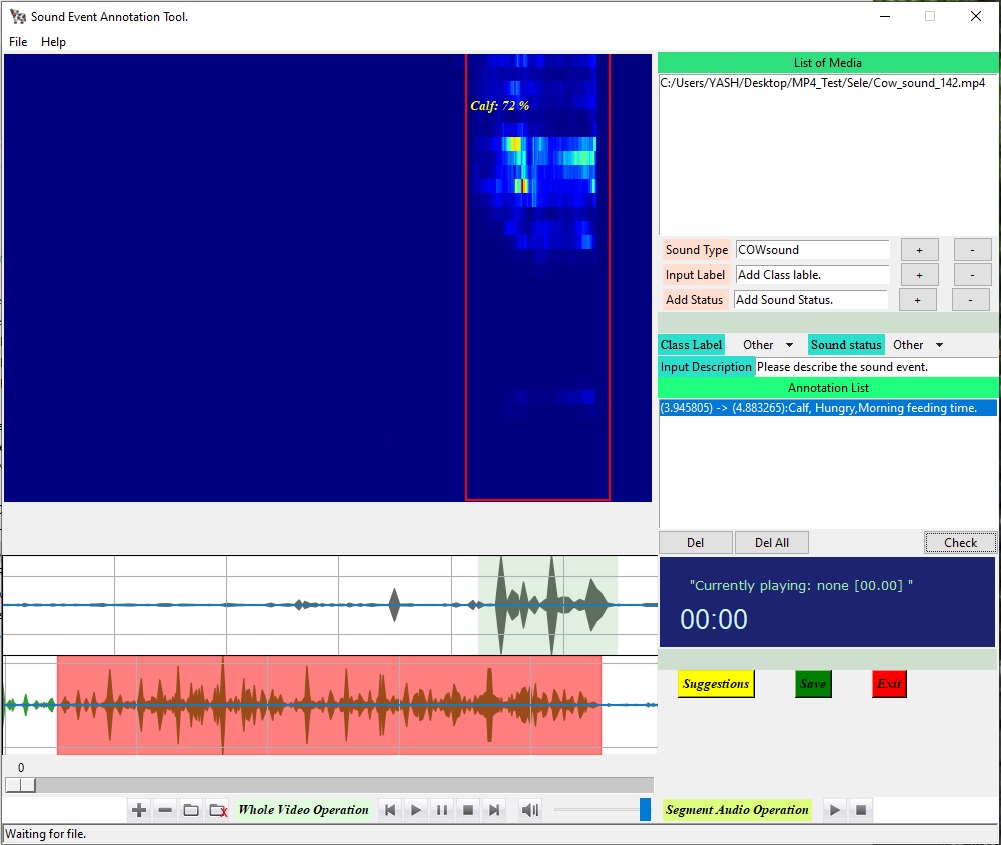 Sound Event Annotation Tool.
File Help
List of Media
C:/Users/YASH/Desktop/MP4_Test/Sele/Cow_sound_142.mp4
Calf: 72 %
Sound Type COWsound + -
Input Label Add Class lable. + -
Add Status Add Sound Status. + -
Class Label Other Sound status Other
Input Description Please describe the sound event.
Annotation List
(3.945805) -> (4.883265):Calf, Hungry,Morning feeding time.
Del Del All Check
"Currently playing: none [00.00] "
00:00
Suggestions Save Exit
0
Whole Video Operation Segment Audio Operation
Waiting for file.